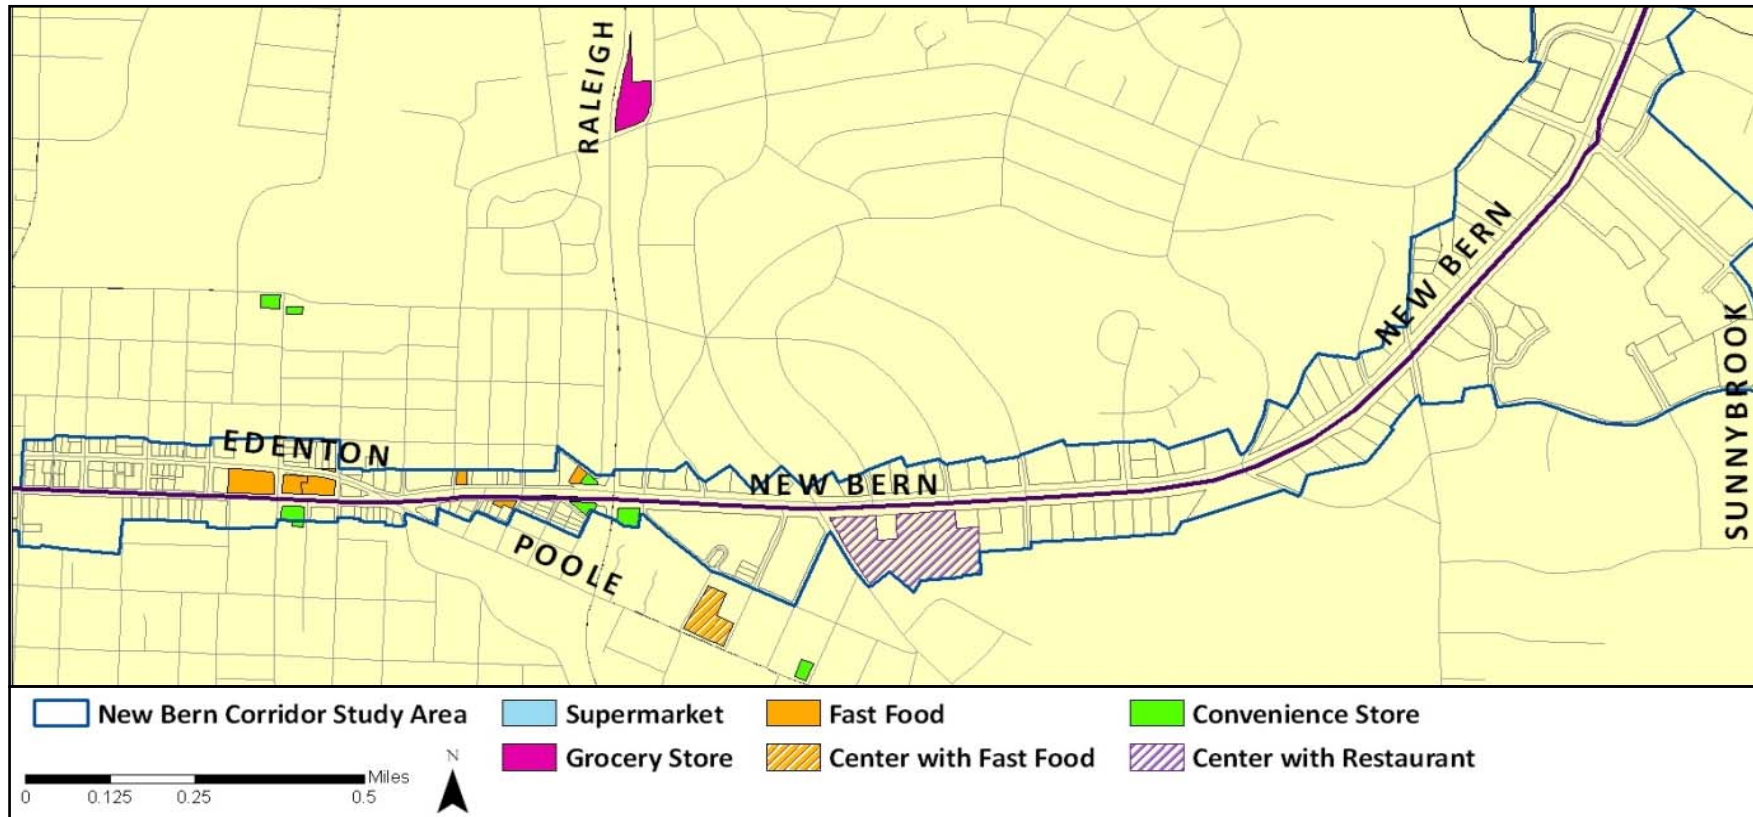 RALEIGH
NEW BERN
SUNNYBROOK
EDENTON
NEW BERN
POOLE
New Bern Corridor Study Area
Supermarket
Fast Food
Convenience Store
Grocery Store
Center with Fast Food
Center with Restaurant
Miles
0 0.125 0.25 0.5
N